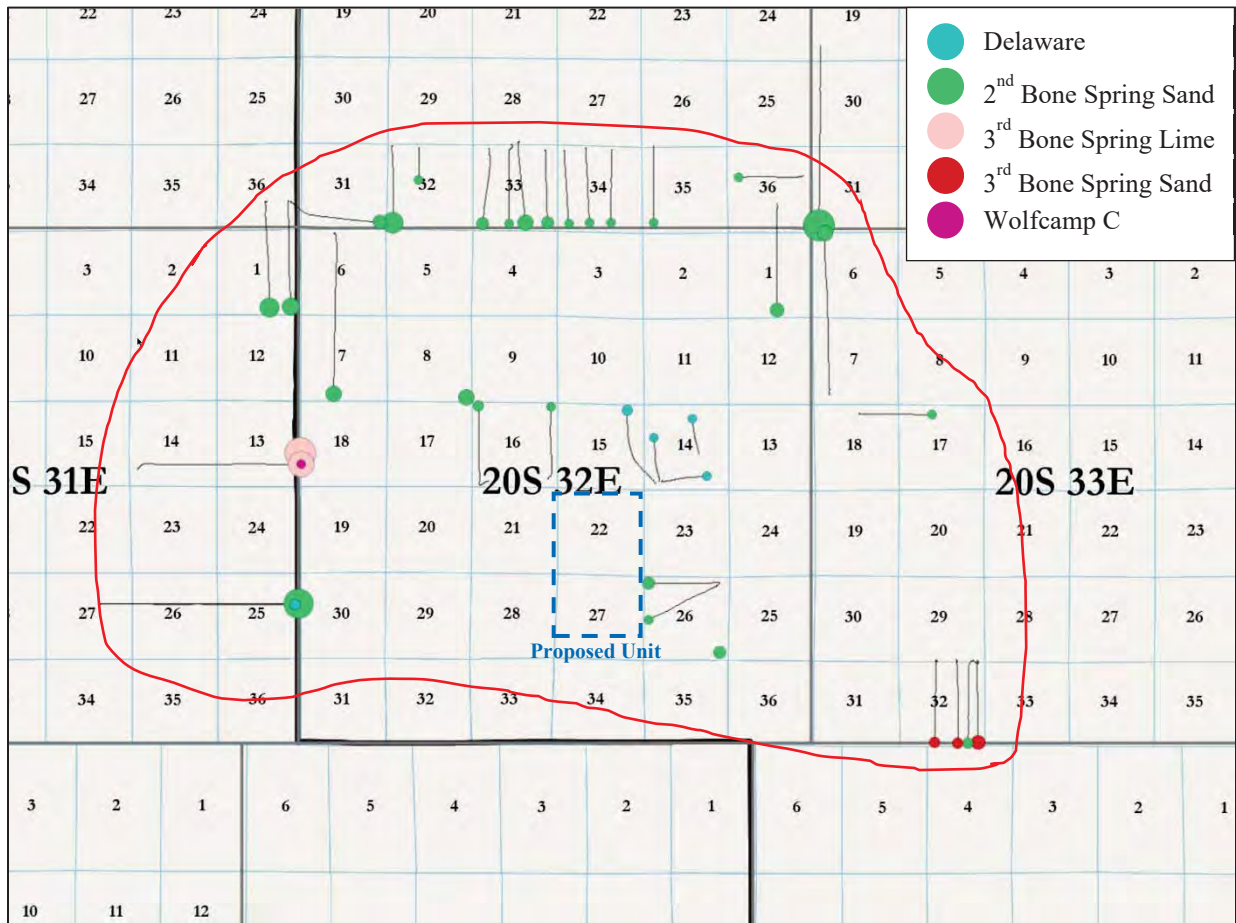 22 23 24 19 20 21 22 23 24 19
Delaware
2nd Bone Spring Sand
3rd Bone Spring Lime
3rd Bone Spring Sand
Wolfcamp C
27 26 25 30 29 28 27 26 25 30
34 35 36 31 32 33 34 35 36 31
3 2 1 6 5 4 3 2 1 6 5 4 3 2
10 11 12 7 8 9 10 11 12 7 8 9 10 11
15 14 13 18 17 16 15 14 13 18 17 16 15 14
S 31E 20S 32E 20S 33E
22 23 24 19 20 21 22 23 24 19 20 21 22 23
27 26 25 30 29 28 27 26 25 30 29 28 27 26
Proposed Unit
34 35 36 31 32 33 34 35 36 31 32 33 34 35
3 2 1 6 5 4 3 2 1 6 5 4 3 2 1
10 11 12